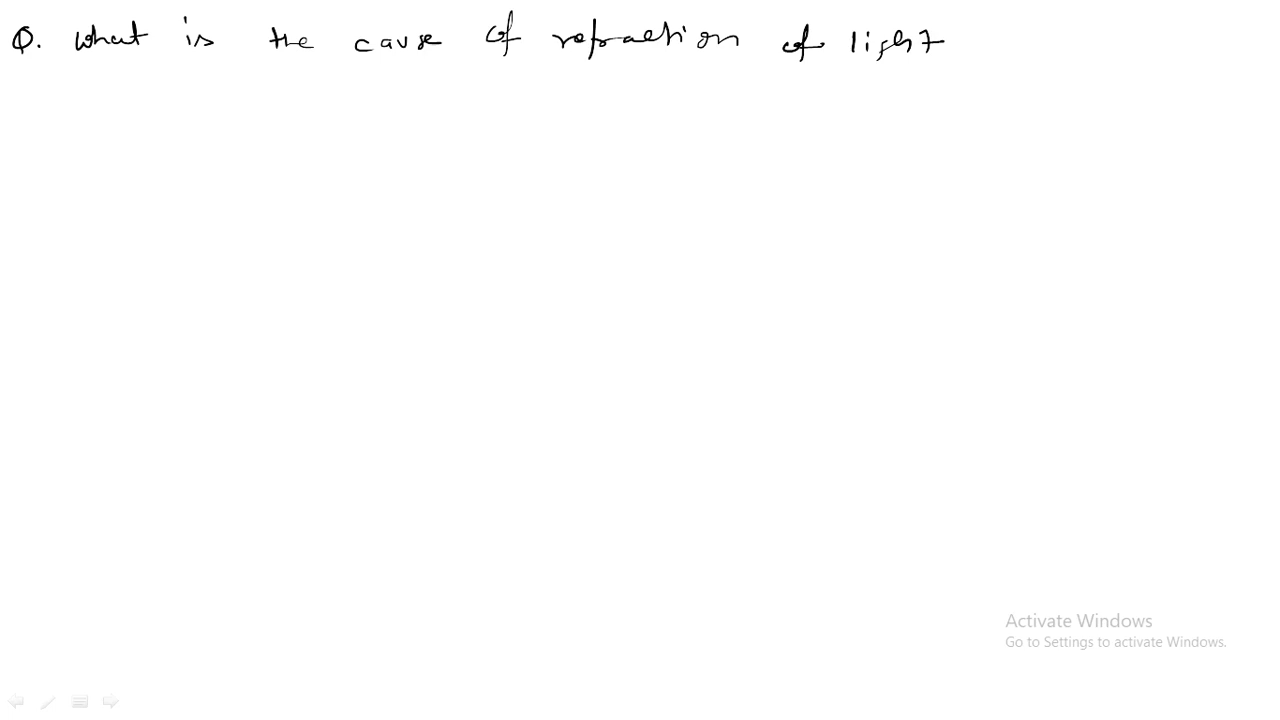 Q. what is the cause of refraction of light
Activate Windows
Go to Settings to activate Windows.